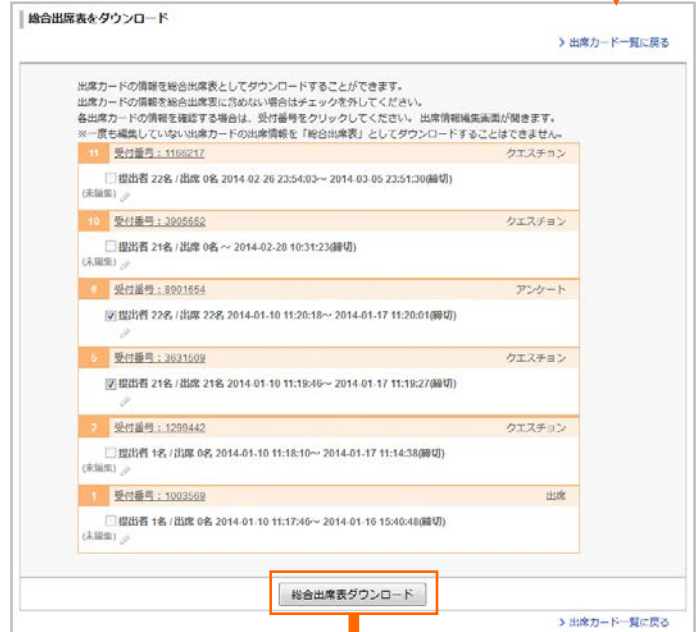 総合出席表をダウンロード
> 出席カード一覧に戻る
出席カードの情報を総合出席表としてダウンロードすることができます。
出席カードの情報を総合出席表に含めない場合はチェックを外してください。
各出席カードの情報を確認する場合は、受付番号をクリックしてください。出席情報編集画面が開きます。
※一度も編集していない出席カードの出席情報を「総合出席表」としてダウンロードすることはできません。
11 受付番号:1166217 クエスチョン
提出者 22名 / 出席 0名 2014-02-26 23:54:03～ 2014-03-05 23:51:30(締切)
(未編集)
10 受付番号:3905652 クエスチョン
提出者 21名 / 出席 0名 ～ 2014-02-28 10:31:23(締切)
(未編集)
6 受付番号:8901654 アンケート
提出者 22名 / 出席 22名 2014-01-10 11:20:18～ 2014-01-17 11:20:01(締切)
5 受付番号:3631509 クエスチョン
提出者 21名 / 出席 21名 2014-01-10 11:19:46～ 2014-01-17 11:19:27(締切)
2 受付番号:1299442 クエスチョン
提出者 1名 / 出席 0名 2014-01-10 11:18:10～ 2014-01-17 11:14:38(締切)
(未編集)
1 受付番号:1003569 出席
提出者 1名 / 出席 0名 2014-01-10 11:17:46～ 2014-01-16 15:40:48(締切)
(未編集)
総合出席表ダウンロード
> 出席カード一覧に戻る